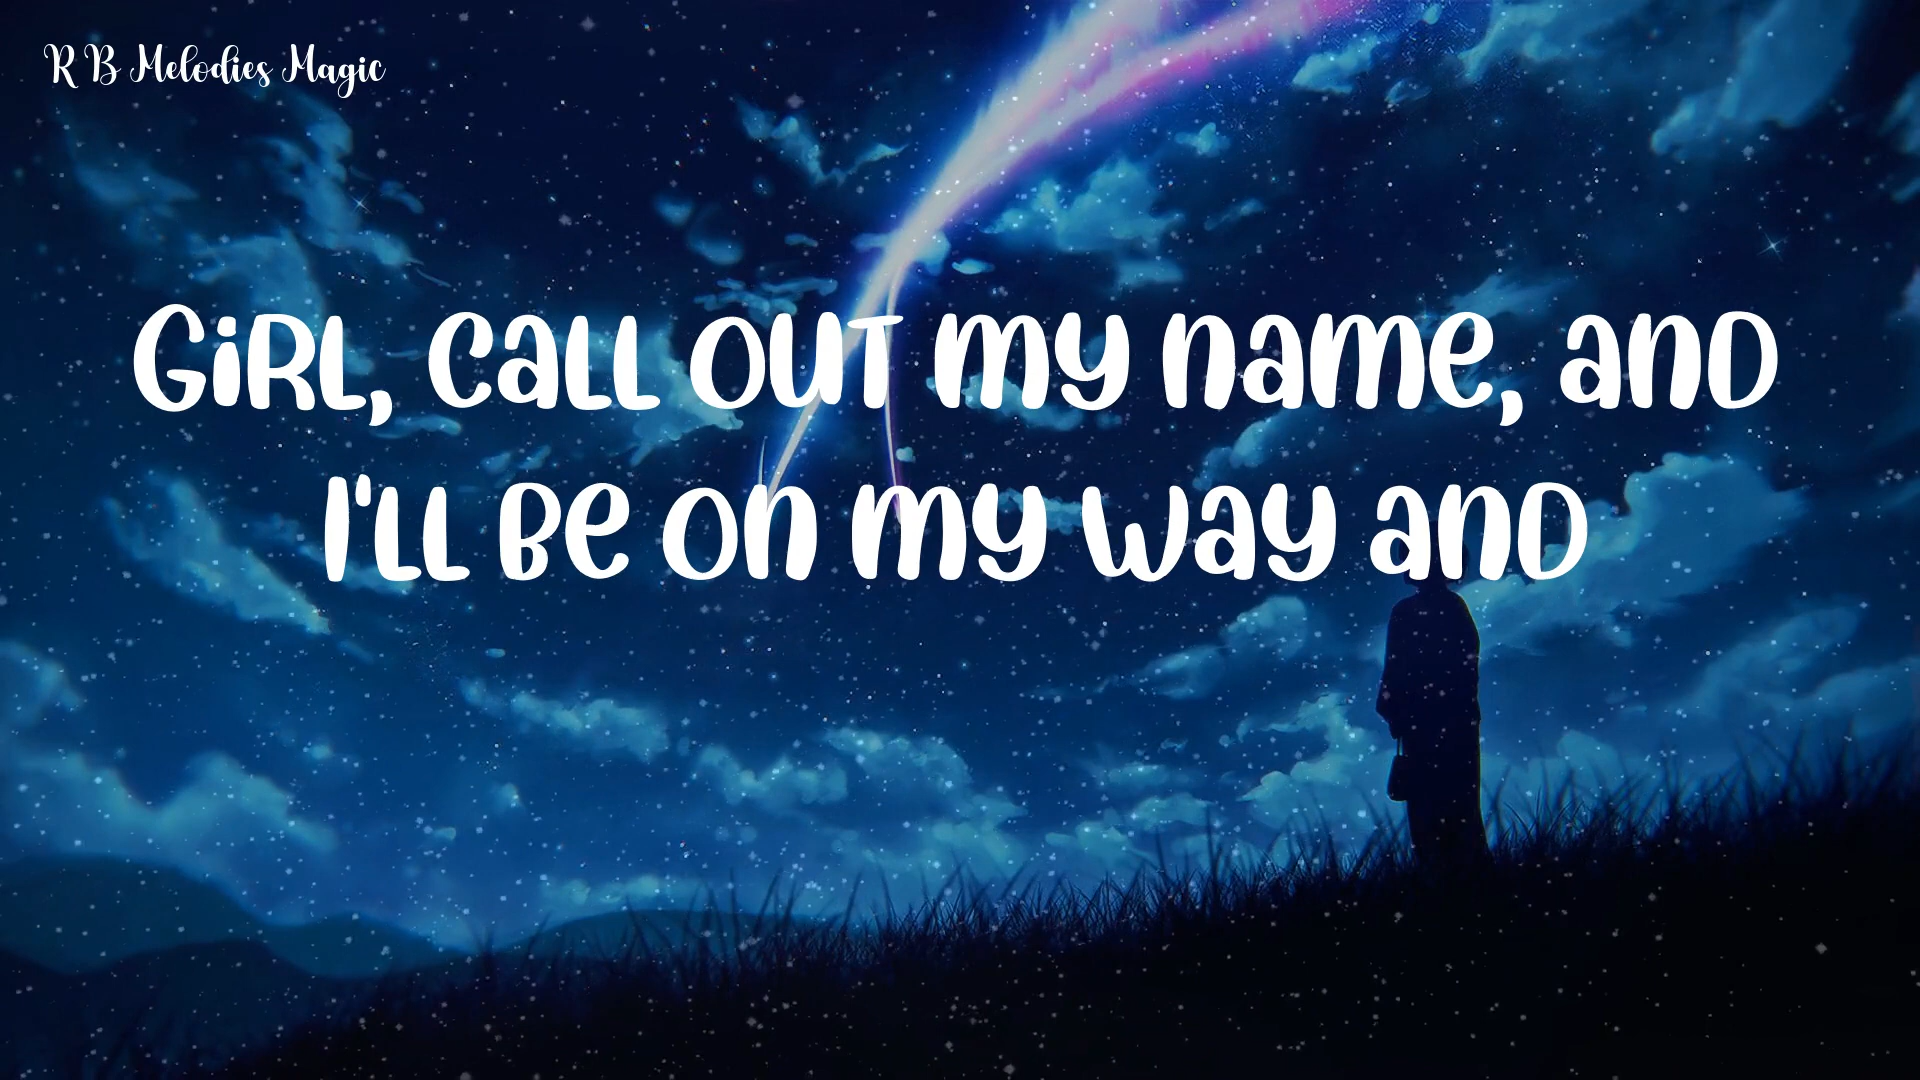 R B Melodies Magic
GiRL, call out my name, and
I'll be on my way and